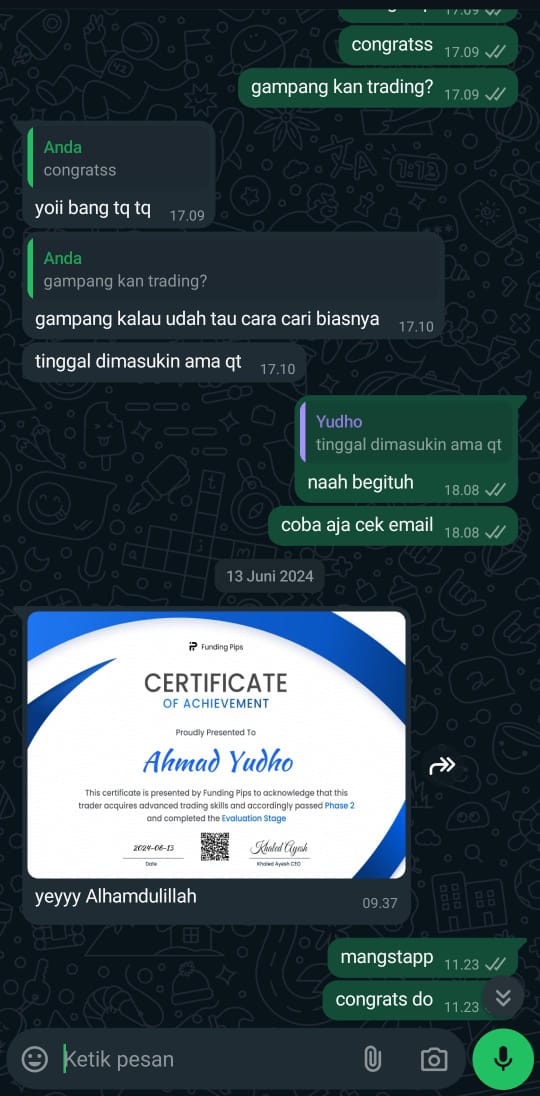 17.09
congratss 17.09
gampang kan trading? 17.09
Anda
congratss
yoii bang tq tq 17.09
Anda
gampang kan trading?
gampang kalau udah tau cara cari biasnya 17.10
tinggal dimasukin ama qt 17.10
Yudho
tinggal dimasukin ama qt
naah begituh 18.08
coba aja cek email 18.08
13 Juni 2024
Funding Pips
CERTIFICATE
OF ACHIEVEMENT
Proudly Presented To
Ahmad Yudho
This certificate is presented by Funding Pips to acknowledge that this
trader acquires advanced trading skills and accordingly passed Phase 2
and completed the Evaluation Stage
2024-06-13
Date
Khaled Ayesh
Khaled Ayesh CEO
yeyyy Alhamdulillah 09.37
mangstapp 11.23
congrats do 11.23
Ketik pesan